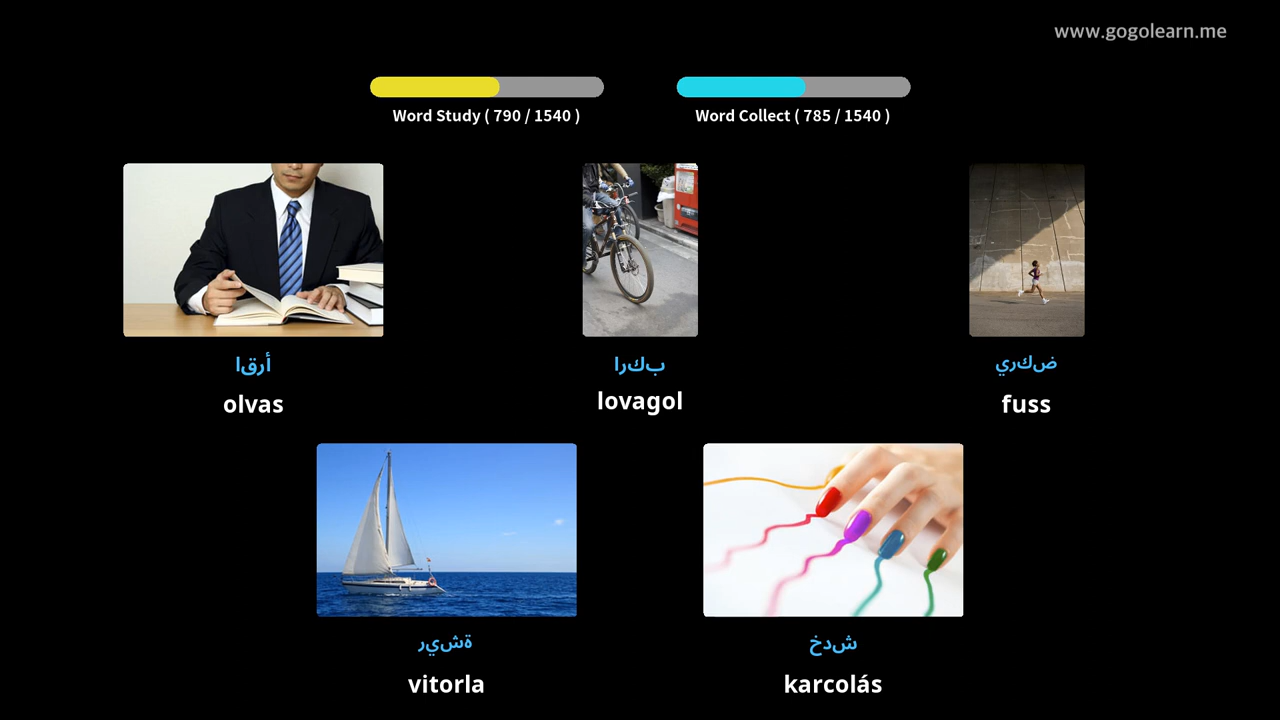 www.gogolearn.me
Word Study ( 790 / 1540 )
Word Collect ( 785 / 1540 )
أرقا
olvas
بكرا
lovagol
ضكري
fuss
ةشير
vitorla
شدخ
karcolás